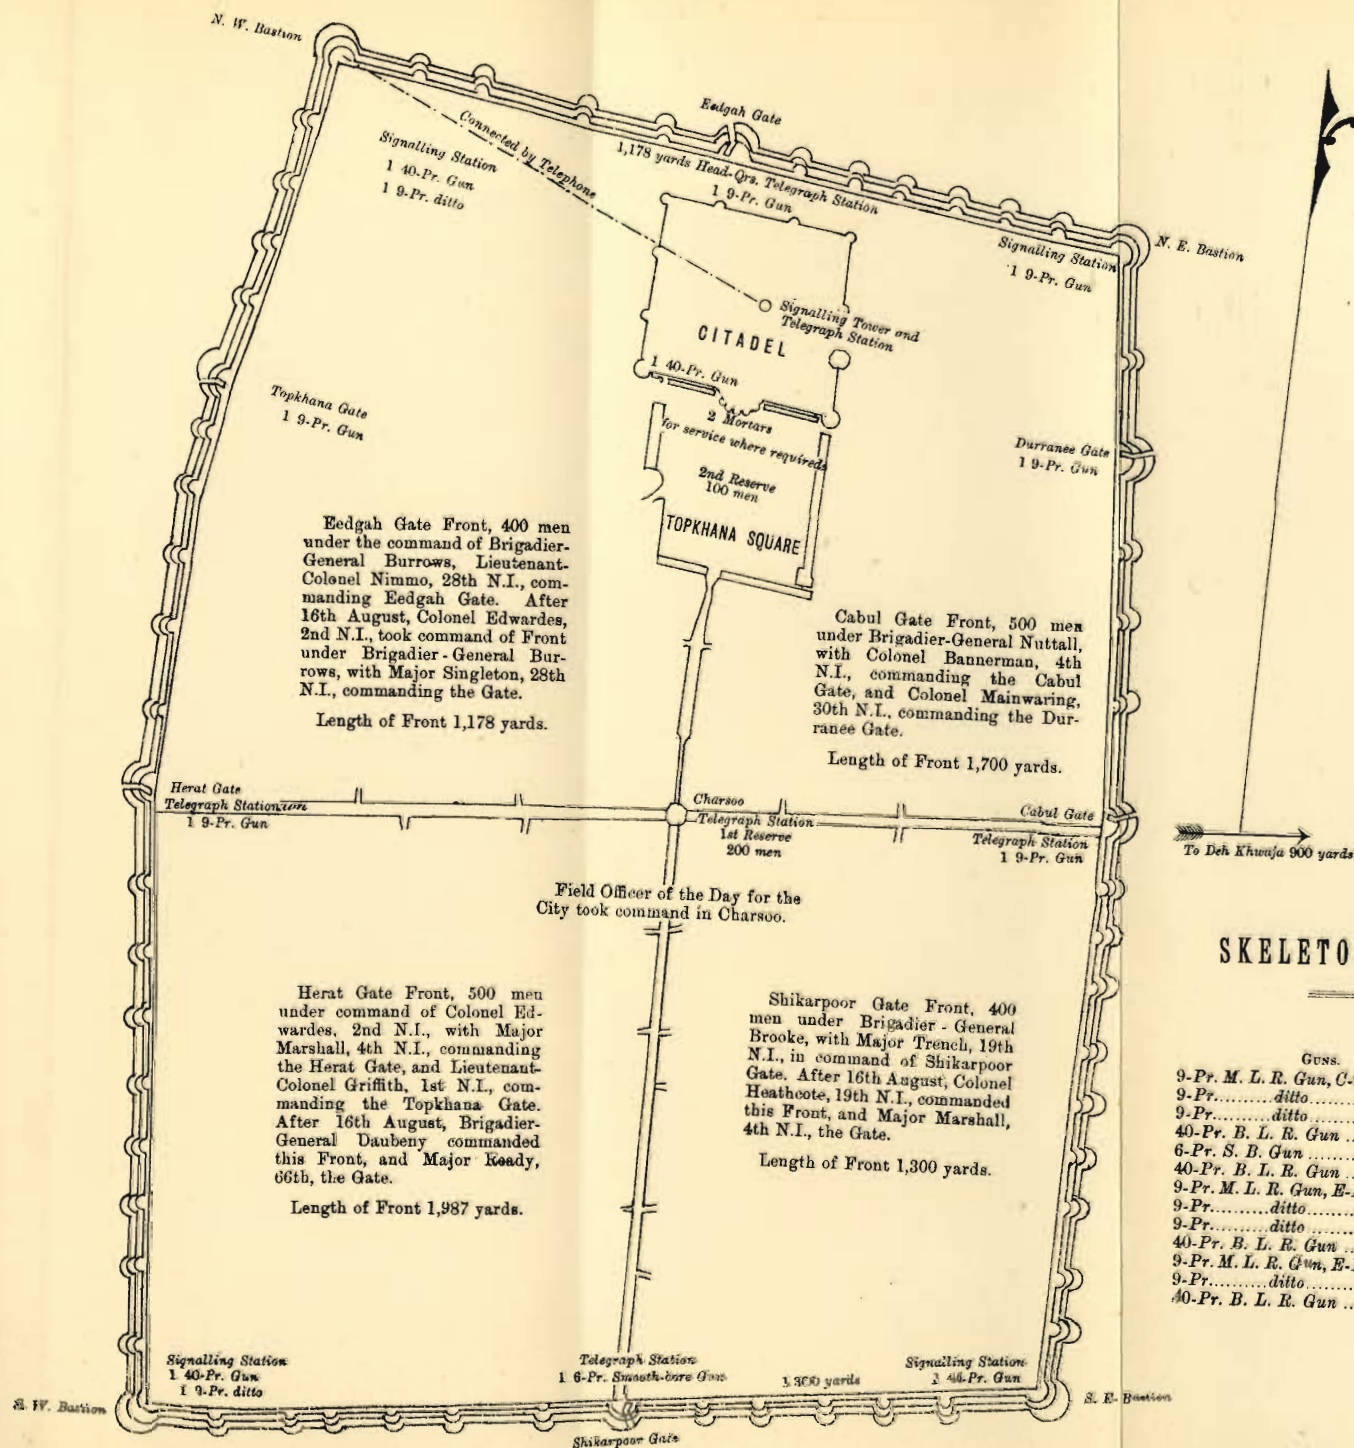 N. W. Bastion
Eedgah Gate
Connected by Telephone
Signalling Station
1 40-Pr. Gun
1 9-Pr. ditto
1,178 yards Head-Qrs. Telegraph Station
1 9-Pr. Gun
N. E. Bastion
Signalling Station
1 9-Pr. Gun
Signalling Tower and
Telegraph Station
CITADEL
1 40-Pr. Gun
2 Mortars
for service where required
2nd Reserve
100 men
TOPKHANA SQUARE
Topkhana Gate
1 9-Pr. Gun
Durranee Gate
1 9-Pr. Gun
Eedgah Gate Front, 400 men
under the command of Brigadier-
General Burrows, Lieutenant-
Colonel Nimmo, 28th N.I., com-
manding Eedgah Gate. After
16th August, Colonel Edwardes,
2nd N.I., took command of Front
under Brigadier-General Bur-
rows, with Major Singleton, 28th
N.I., commanding the Gate.
Length of Front 1,178 yards.
Cabul Gate Front, 500 men
under Brigadier-General Nuttall,
with Colonel Bannerman, 4th
N.I., commanding the Cabul
Gate, and Colonel Mainwaring,
30th N.I., commanding the Dur-
ranee Gate.
Length of Front 1,700 yards.
Herat Gate
Telegraph Station
1 9-Pr. Gun
Charsoo
Telegraph Station
1st Reserve
200 men
Cabul Gate
Telegraph Station
1 9-Pr. Gun
To Deh Khwaja 900 yards
Field Officer of the Day for the
City took command in Charsoo.
Herat Gate Front, 500 men
under command of Colonel Ed-
wardes, 2nd N.I., with Major
Marshall, 4th N.I., commanding
the Herat Gate, and Lieutenant-
Colonel Griffith, 1st N.I., com-
manding the Topkhana Gate.
After 16th August, Brigadier-
General Daubeny commanded
this Front, and Major Ready,
66th, the Gate.
Length of Front 1,987 yards.
Shikarpoor Gate Front, 400
men under Brigadier-General
Brooke, with Major Trench, 19th
N.I., in command of Shikarpoor
Gate. After 16th August, Colonel
Heathcote, 19th N.I., commanded
this Front, and Major Marshall,
4th N.I., the Gate.
Length of Front 1,300 yards.
SKELETO
GUNS.
9-Pr. M. L. R. Gun, C-
9-Pr..........ditto........
9-Pr..........ditto........
40-Pr. B. L. R. Gun ..
6-Pr. S. B. Gun ........
40-Pr. B. L. R. Gun ..
9-Pr. M. L. R. Gun, E-
9-Pr..........ditto........
9-Pr..........ditto........
40-Pr. B. L. R. Gun ..
9-Pr. M. L. R. Gun, E-
9-Pr..........ditto........
40-Pr. B. L. R. Gun ..
Signalling Station
1 40-Pr. Gun
1 9-Pr. ditto
Telegraph Station
1 6-Pr. Smooth-bore Gun
1,300 yards
Signalling Station
1 40-Pr. Gun
S. W. Bastion
S. E. Bastion
Shikarpoor Gate